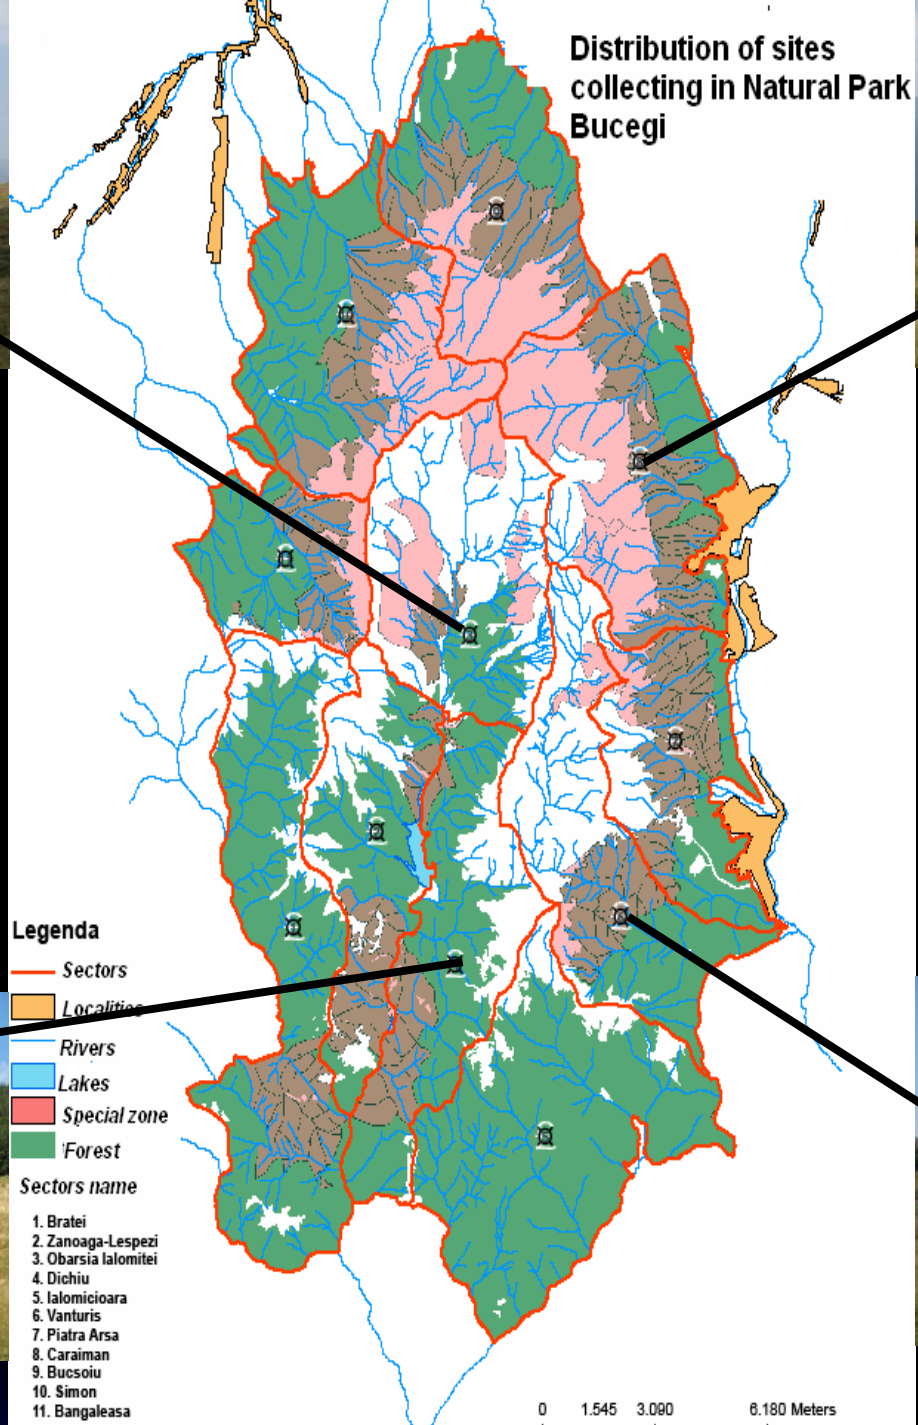 Distribution of sites
collecting in Natural Park
Bucegi
Legenda
Sectors
Localities
Rivers
Lakes
Special zone
'Forest
Sectors name
1. Bratei
2. Zanoaga-Lespezi
3. Obarsia Ialomitei
4. Dichiu
5. Ialomicioara
6. Vanturis
7. Piatra Arsa
8. Caraiman
9. Bucsoiu
10. Simon
11. Bangaleasa
0 1.545 3.090 6.180 Meters